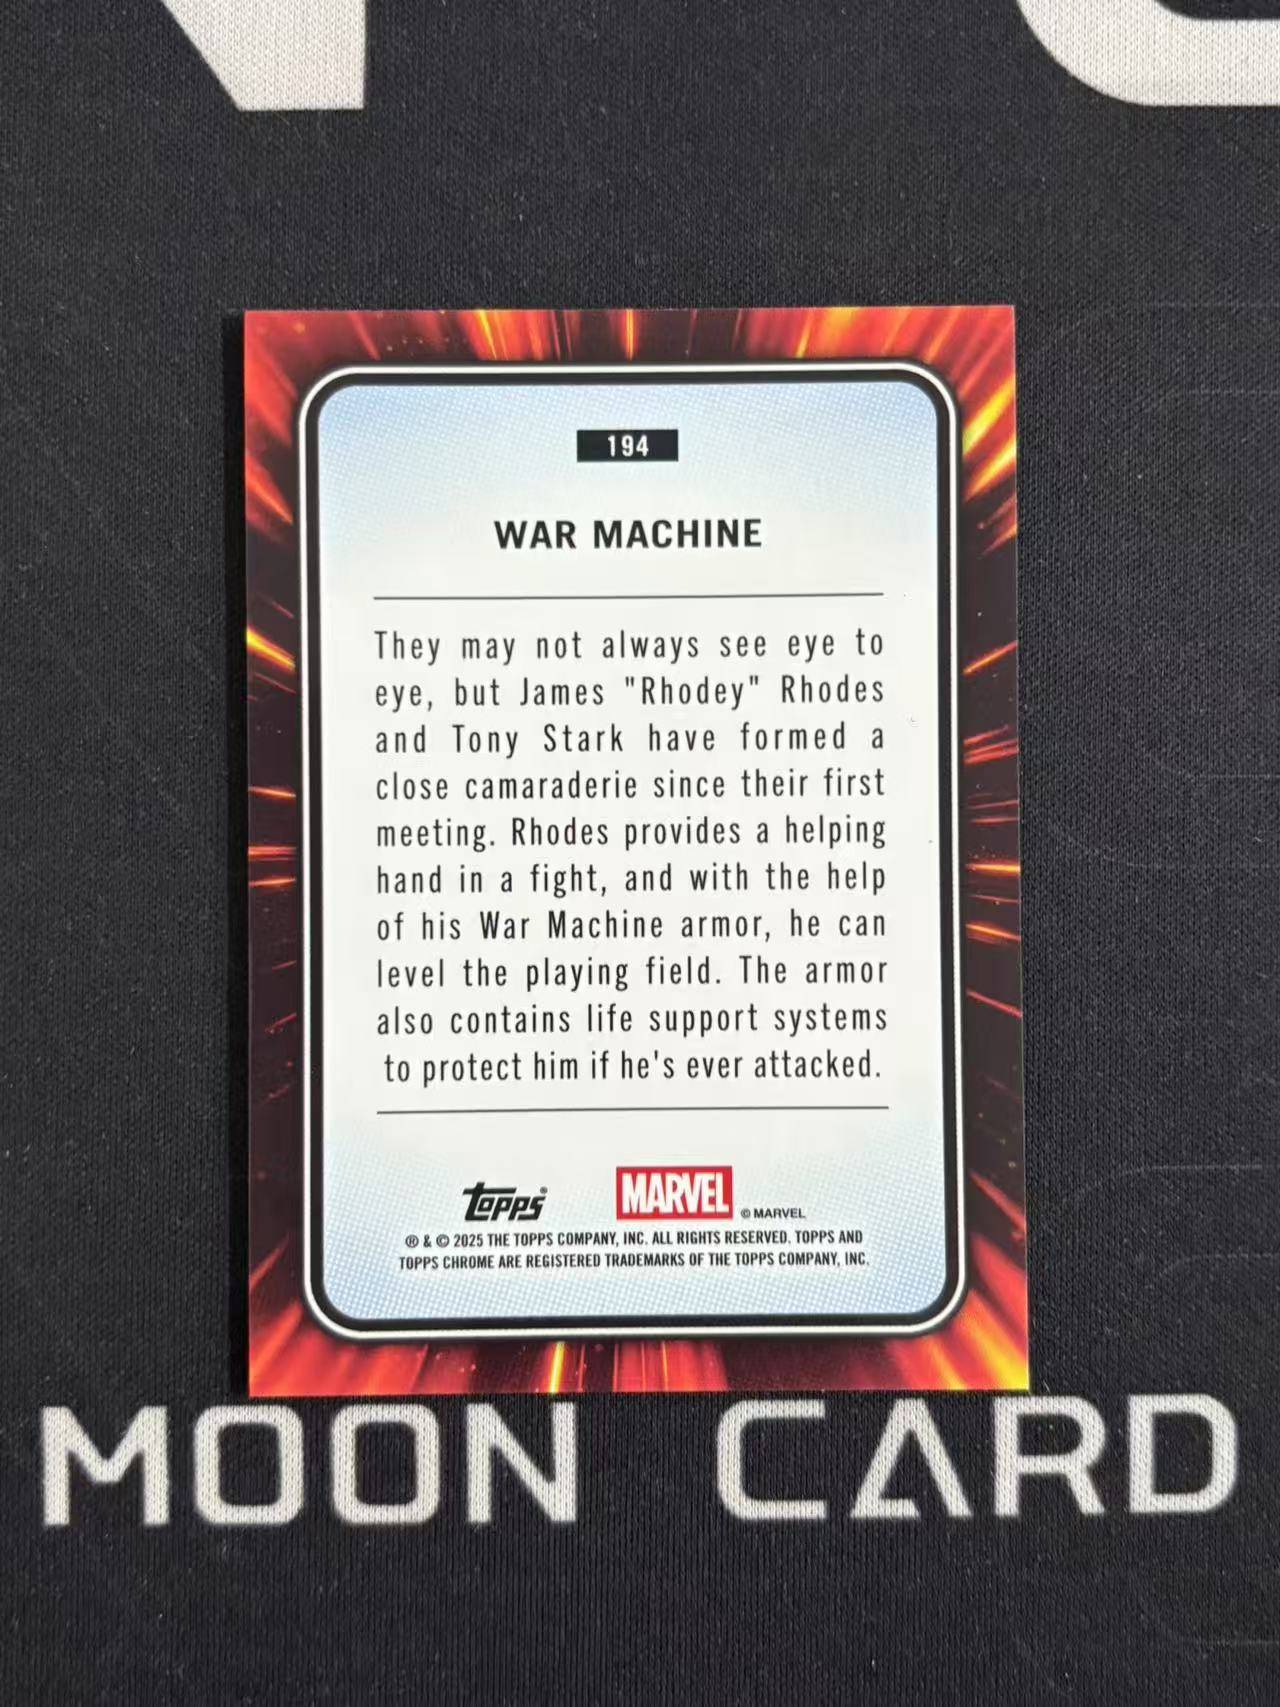 194
WAR MACHINE
They may not always see eye to
eye, but James "Rhodey" Rhodes
and Tony Stark have formed a
close camaraderie since their first
meeting. Rhodes provides a helping
hand in a fight, and with the help
of his War Machine armor, he can
level the playing field. The armor
also contains life support systems
to protect him if he's ever attacked.
topps® MARVEL © MARVEL
® & © 2025 THE TOPPS COMPANY, INC. ALL RIGHTS RESERVED. TOPPS AND
TOPPS CHROME ARE REGISTERED TRADEMARKS OF THE TOPPS COMPANY, INC.
MOON CARD